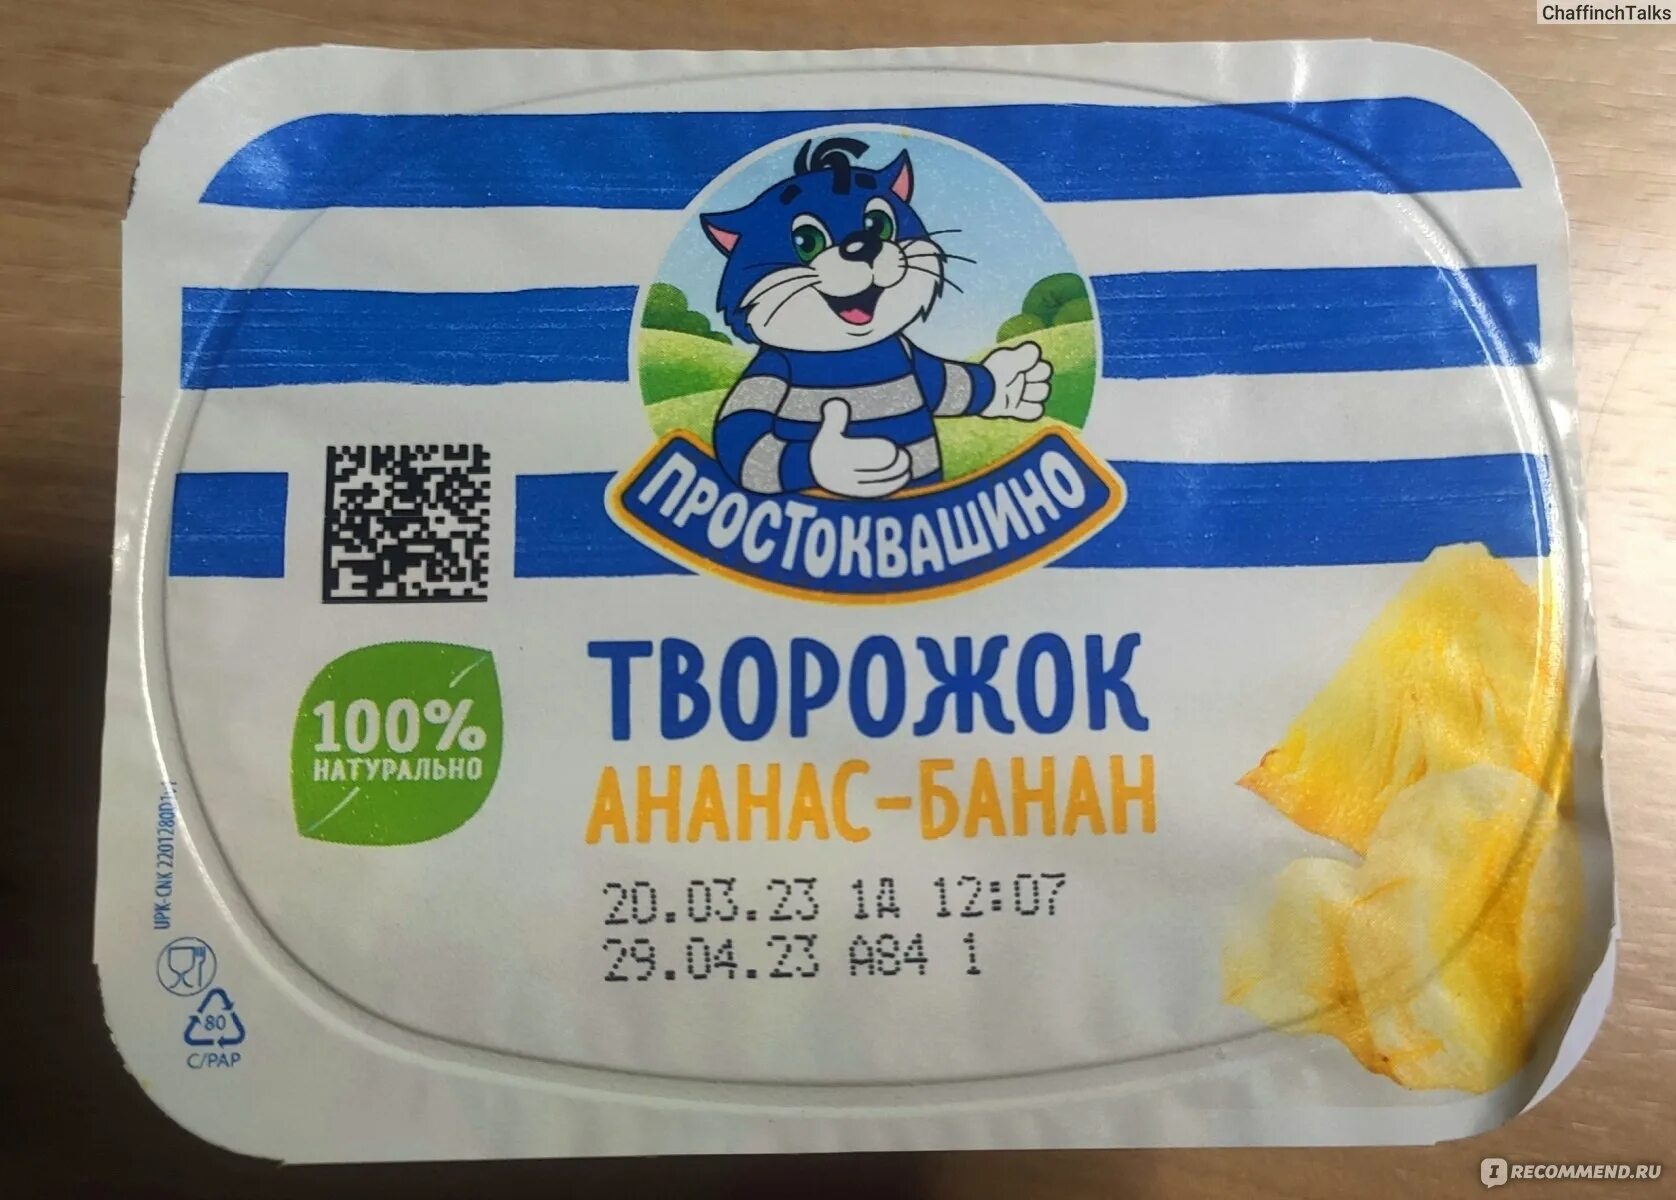 ChaffinchTalks
ПРОСТОКВАШИНО
ТВОРОЖОК
АНАНАС-БАНАН
100%
НАТУРАЛЬНО
20.03.23 1А 12:07
29.04.23 А84 1
80
C/PAP
IRECOMMEND.RU